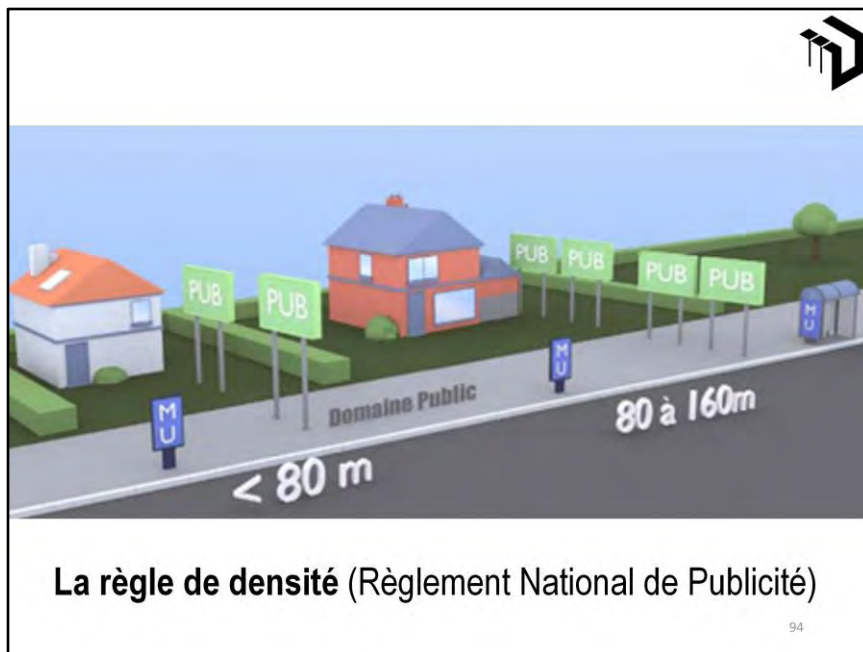 PUB
PUB
PUB
PUB
PUB
PUB
MU
MU
MU
Domaine Public
< 80 m
80 à 160m
La règle de densité (Règlement National de Publicité)
94